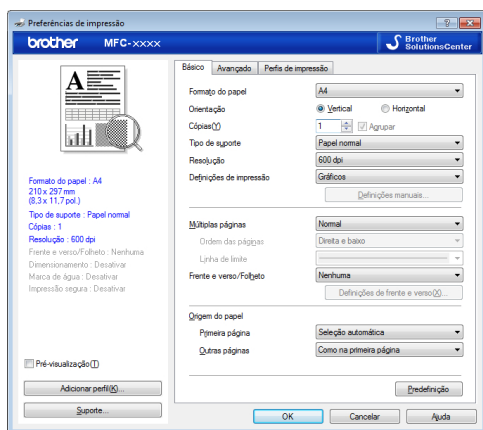 Preferências de impressão
brother MFC-xxxx
Brother
SolutionsCenter
Básico Avançado Perfis de impressão
Formato do papel A4
Orientação Vertical Horizontal
Cópias(Y) 1 Agrupar
Tipo de suporte Papel normal
Resolução 600 dpi
Definições de impressão Gráficos
Definições manuais...
Múltiplas páginas Normal
Ordem das páginas Direita e baixo
Linha de limite
Frente e verso/Folheto Nenhuma
Definições de frente e verso(X)...
Origem do papel
Primeira página Seleção automática
Outras páginas Como na primeira página
Formato do papel : A4
210 x 297 mm
(8,3 x 11,7 pol.)
Tipo de suporte : Papel normal
Cópias : 1
Resolução : 600 dpi
Frente e verso/Folheto : Nenhuma
Dimensionamento : Desativar
Marca de água : Desativar
Impressão segura : Desativar
Pré-visualização(T)
Adicionar perfil(K)...
Suporte...
Predefinição
OK Cancelar Ajuda